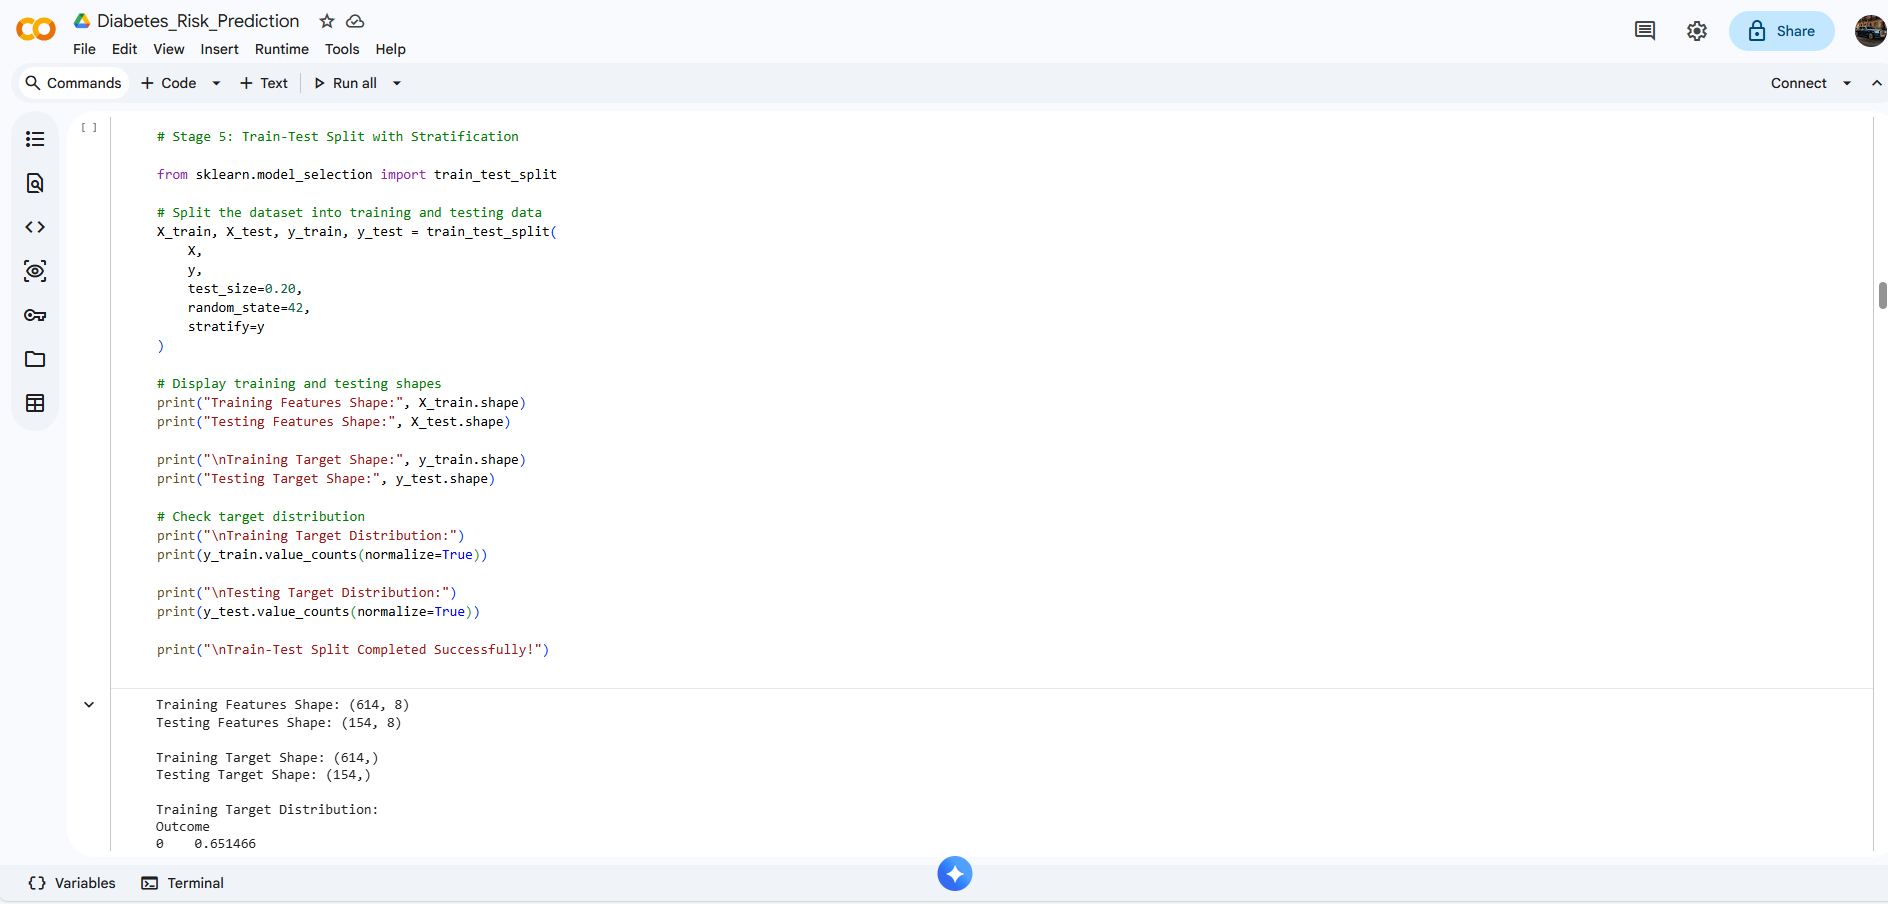 Diabetes_Risk_Prediction
File Edit View Insert Runtime Tools Help
Share
Commands + Code + Text Run all
Connect
[ ]
# Stage 5: Train-Test Split with Stratification
from sklearn.model_selection import train_test_split
# Split the dataset into training and testing data
X_train, X_test, y_train, y_test = train_test_split(
    X,
    y,
    test_size=0.20,
    random_state=42,
    stratify=y
)
# Display training and testing shapes
print("Training Features Shape:", X_train.shape)
print("Testing Features Shape:", X_test.shape)
print("\nTraining Target Shape:", y_train.shape)
print("Testing Target Shape:", y_test.shape)
# Check target distribution
print("\nTraining Target Distribution:")
print(y_train.value_counts(normalize=True))
print("\nTesting Target Distribution:")
print(y_test.value_counts(normalize=True))
print("\nTrain-Test Split Completed Successfully!")
Training Features Shape: (614, 8)
Testing Features Shape: (154, 8)
Training Target Shape: (614,)
Testing Target Shape: (154,)
Training Target Distribution:
Outcome
0    0.651466
{} Variables Terminal